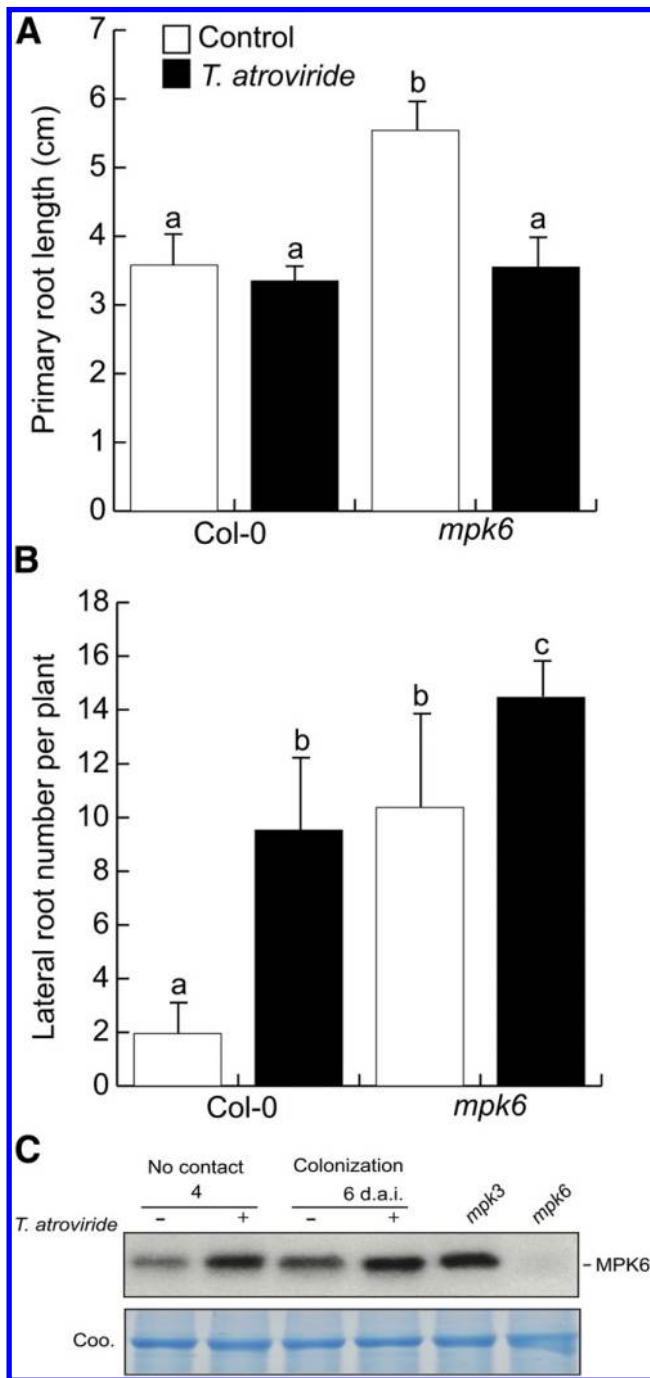 A
Primary root length (cm)
7
6
5
4
3
2
1
0
Control
T. atroviride
a
a
b
a
Col-0
mpk6
B
Lateral root number per plant
18
16
14
12
10
8
6
4
2
0
a
b
b
c
Col-0
mpk6
C
No contact
Colonization
4
6 d.a.i.
T. atroviride
–
+
–
+
mpk3
mpk6
–MPK6
Coo.